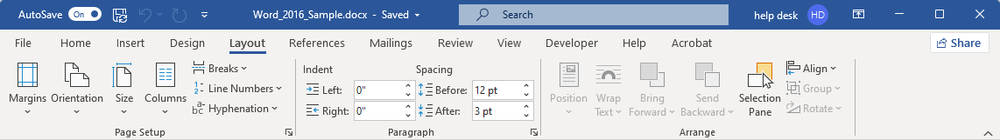 AutoSave On Word_2016_Sample.docx - Saved Search help desk HD
File Home Insert Design Layout References Mailings Review View Developer Help Acrobat Share
Margins Orientation Size Columns
Breaks
1 Line Numbers
2
a- Hyphenation
bc
Page Setup
Indent Spacing
Left: 0" Before: 12 pt
Right: 0" After: 3 pt
Paragraph
Position Wrap Bring Send Selection
Text Forward Backward Pane
Align
Group
Rotate
Arrange